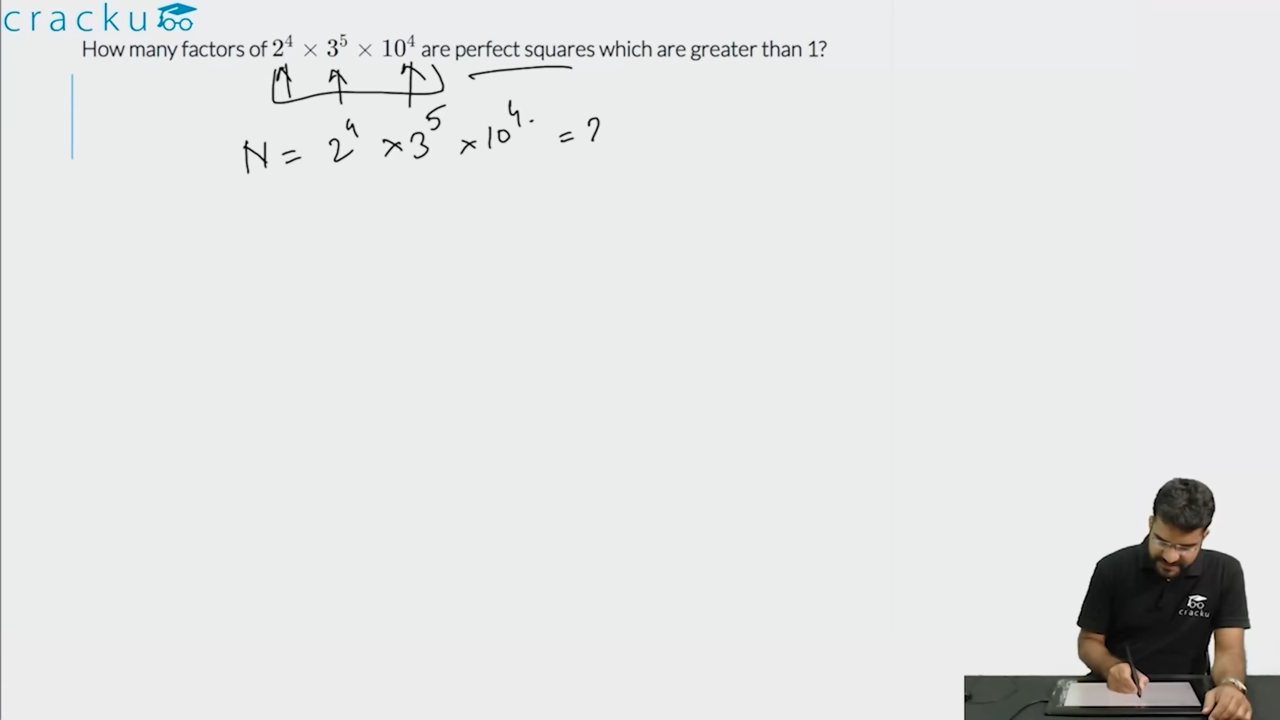 cracku
How many factors of 2⁴ × 3⁵ × 10⁴ are perfect squares which are greater than 1?
N = 2⁴ × 3⁵ × 10⁴. = ?
cracku